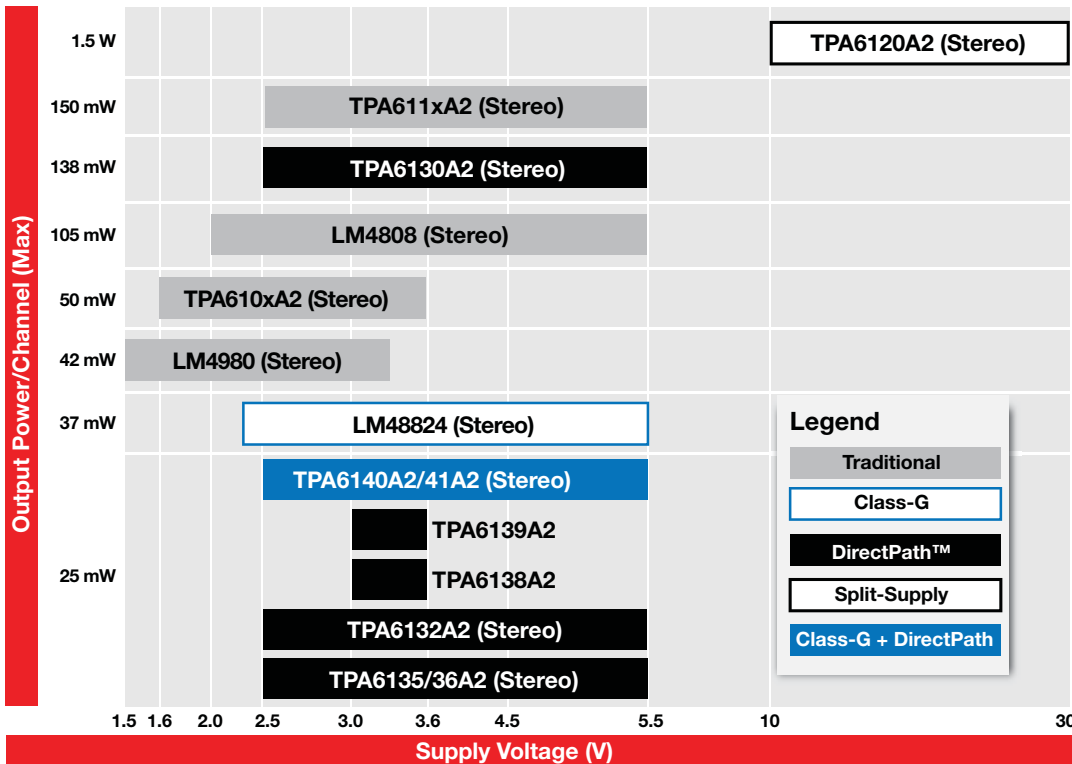 Output Power/Channel (Max)
1.5 W
TPA6120A2 (Stereo)
150 mW
TPA611xA2 (Stereo)
138 mW
TPA6130A2 (Stereo)
105 mW
LM4808 (Stereo)
50 mW
TPA610xA2 (Stereo)
42 mW
LM4980 (Stereo)
37 mW
LM48824 (Stereo)
25 mW
TPA6140A2/41A2 (Stereo)
TPA6139A2
TPA6138A2
TPA6132A2 (Stereo)
TPA6135/36A2 (Stereo)
Legend
Traditional
Class-G
DirectPath™
Split-Supply
Class-G + DirectPath
1.5 1.6 2.0 2.5 3.0 3.6 4.5 5.5 10 30
Supply Voltage (V)